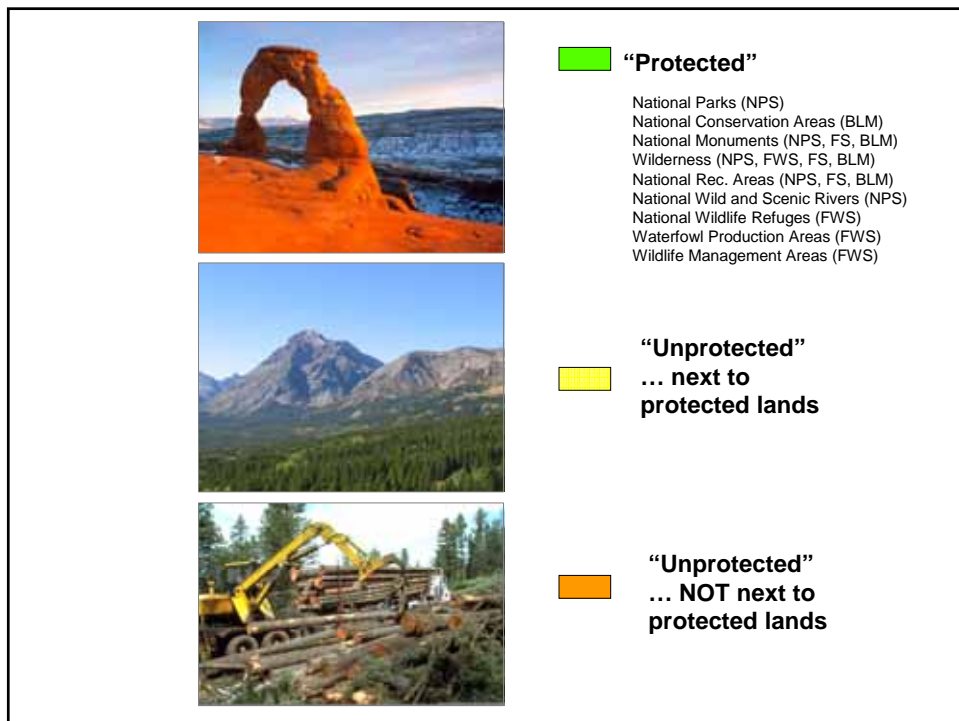 “Protected”
National Parks (NPS)
National Conservation Areas (BLM)
National Monuments (NPS, FS, BLM)
Wilderness (NPS, FWS, FS, BLM)
National Rec. Areas (NPS, FS, BLM)
National Wild and Scenic Rivers (NPS)
National Wildlife Refuges (FWS)
Waterfowl Production Areas (FWS)
Wildlife Management Areas (FWS)
“Unprotected”
… next to
protected lands
“Unprotected”
… NOT next to
protected lands